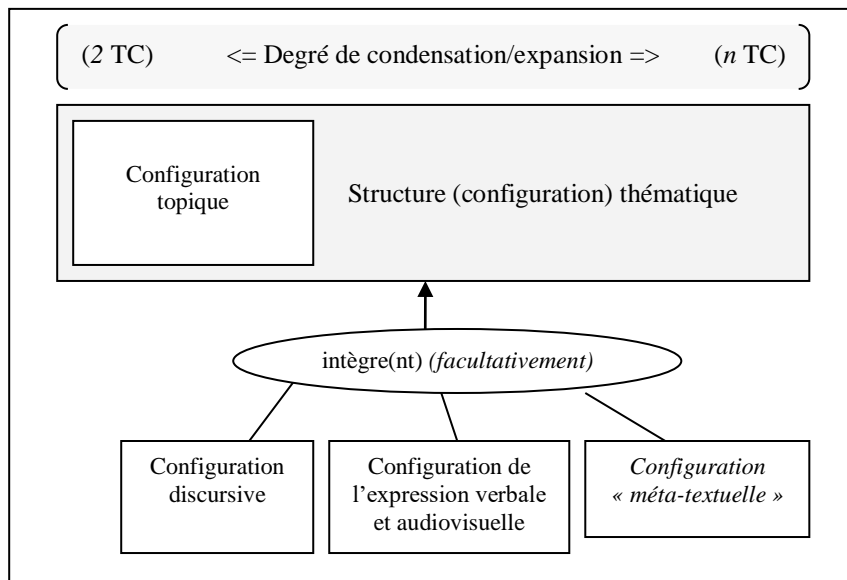 (2 TC) <= Degré de condensation/expansion => (n TC)
Configuration
topique
Structure (configuration) thématique
intègre(nt) (facultativement)
Configuration
discursive
Configuration de
l’expression verbale
et audiovisuelle
Configuration
« méta-textuelle »